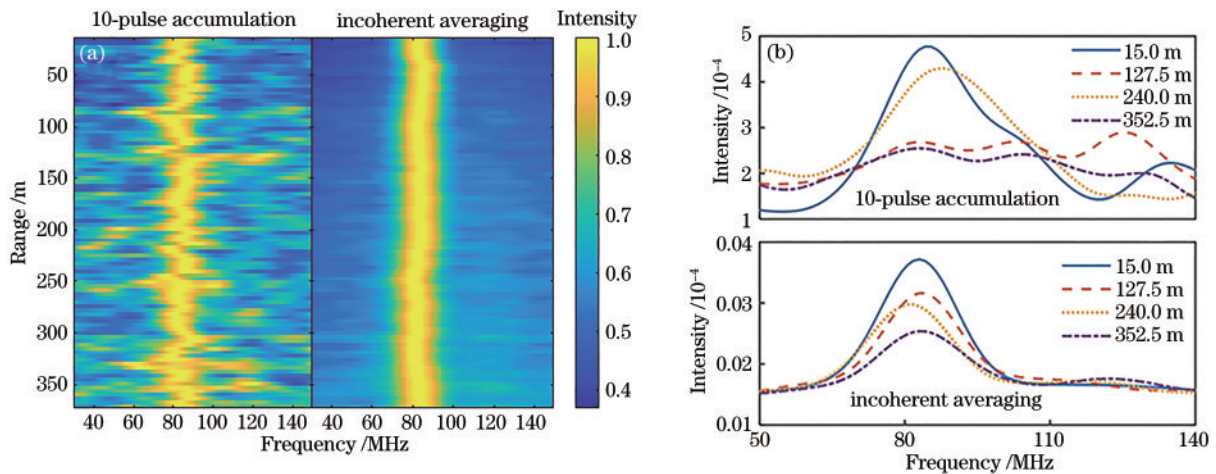 10-pulse accumulation
incoherent averaging
Intensity
(a)
Range /m
50
100
150
200
250
300
350
40 60 80 100 120 140
40 60 80 100 120 140
Frequency /MHz
1.0
0.9
0.8
0.7
0.6
0.5
0.4
(b)
Intensity /10⁻⁴
5
4
3
2
1
15.0 m
127.5 m
240.0 m
352.5 m
10-pulse accumulation
Intensity /10⁻⁴
0.04
0.03
0.02
0.01
15.0 m
127.5 m
240.0 m
352.5 m
incoherent averaging
50 80 110 140
Frequency /MHz